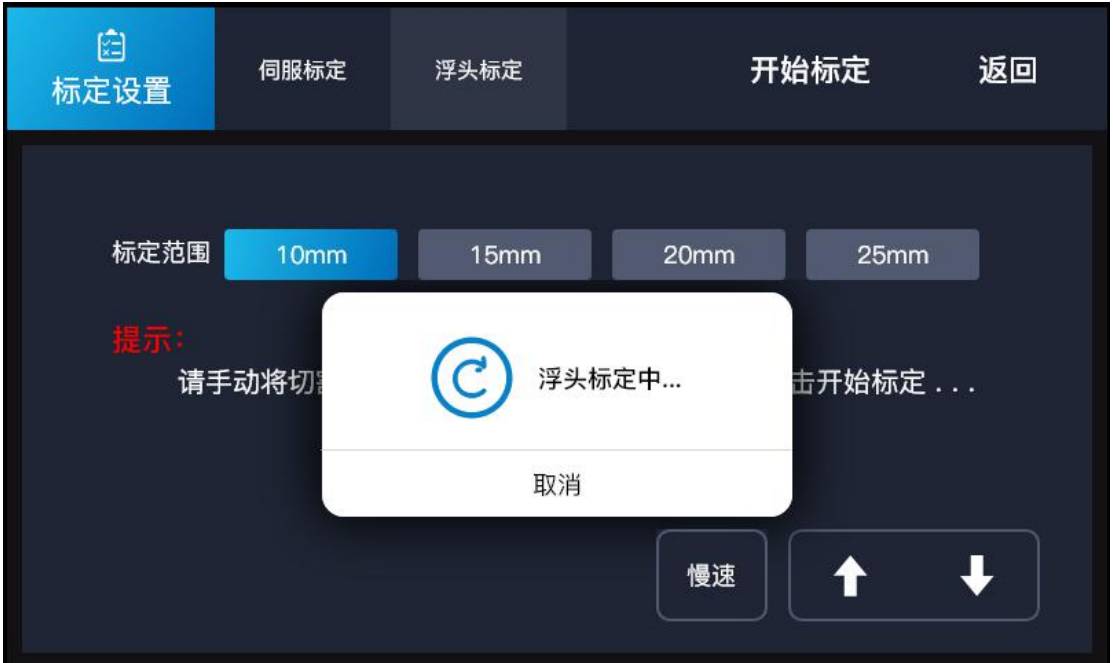 标定设置
伺服标定
浮头标定
开始标定
返回
标定范围
10mm
15mm
20mm
25mm
提示：
请手动将切
击开始标定 . . .
浮头标定中...
取消
慢速